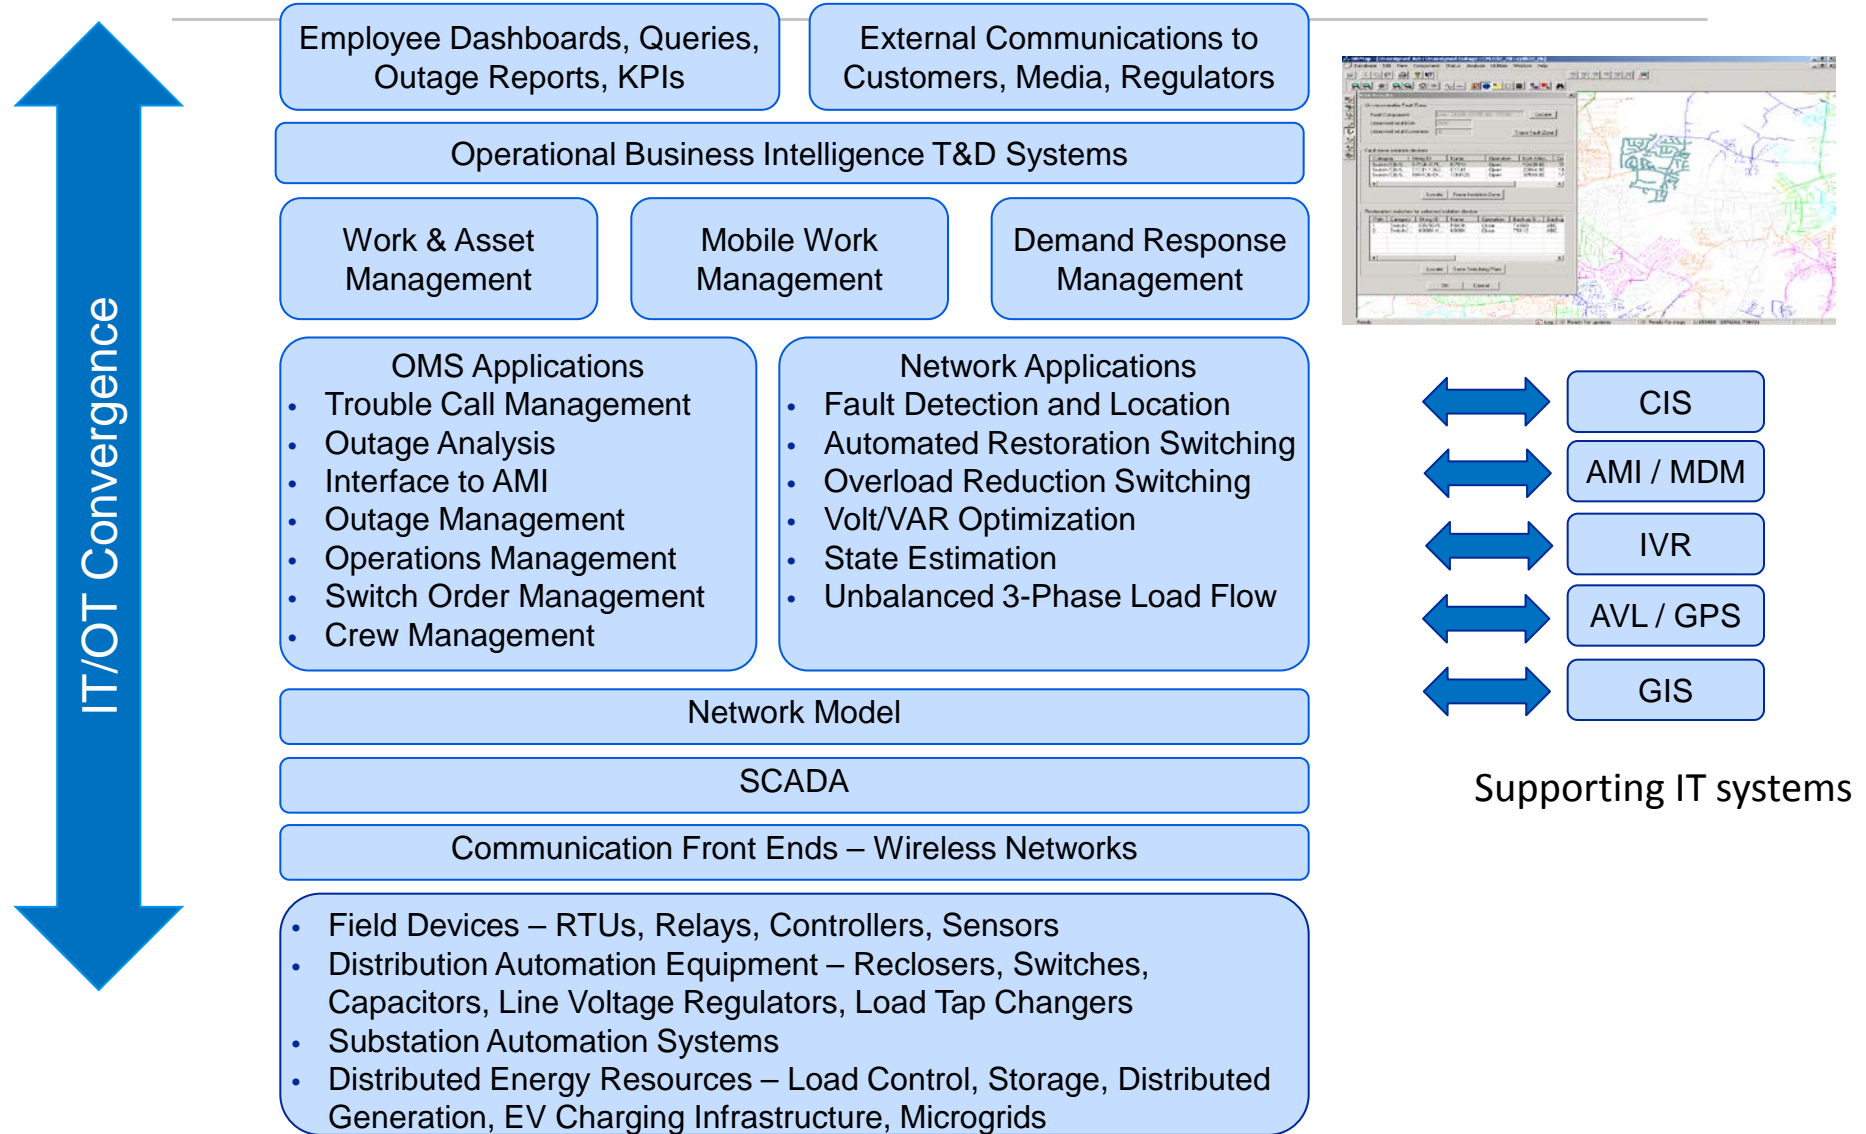 Employee Dashboards, Queries,
Outage Reports, KPIs
External Communications to
Customers, Media, Regulators
Operational Business Intelligence T&D Systems
Work & Asset
Management
Mobile Work
Management
Demand Response
Management
IT/OT Convergence
OMS Applications
• Trouble Call Management
• Outage Analysis
• Interface to AMI
• Outage Management
• Operations Management
• Switch Order Management
• Crew Management
Network Applications
• Fault Detection and Location
• Automated Restoration Switching
• Overload Reduction Switching
• Volt/VAR Optimization
• State Estimation
• Unbalanced 3-Phase Load Flow
Network Model
SCADA
Communication Front Ends – Wireless Networks
• Field Devices – RTUs, Relays, Controllers, Sensors
• Distribution Automation Equipment – Reclosers, Switches,
Capacitors, Line Voltage Regulators, Load Tap Changers
• Substation Automation Systems
• Distributed Energy Resources – Load Control, Storage, Distributed
Generation, EV Charging Infrastructure, Microgrids
CIS
AMI / MDM
IVR
AVL / GPS
GIS
Supporting IT systems